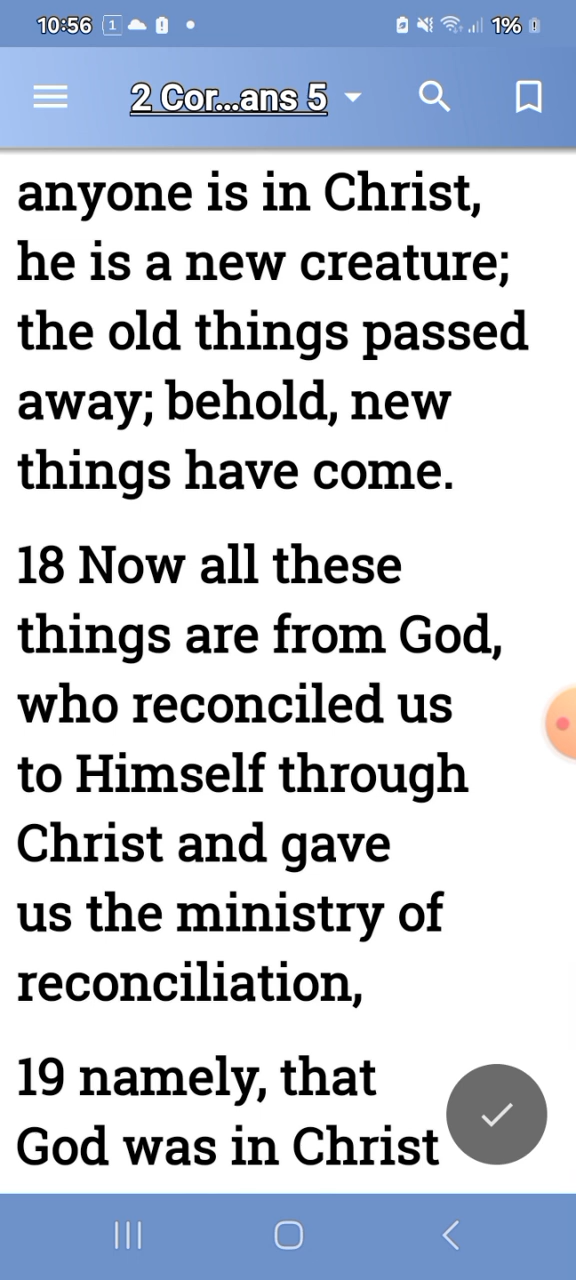 10:56 1 1%
2 Cor...ans 5
anyone is in Christ,
he is a new creature;
the old things passed
away; behold, new
things have come.
18 Now all these
things are from God,
who reconciled us
to Himself through
Christ and gave
us the ministry of
reconciliation,
19 namely, that
God was in Christ